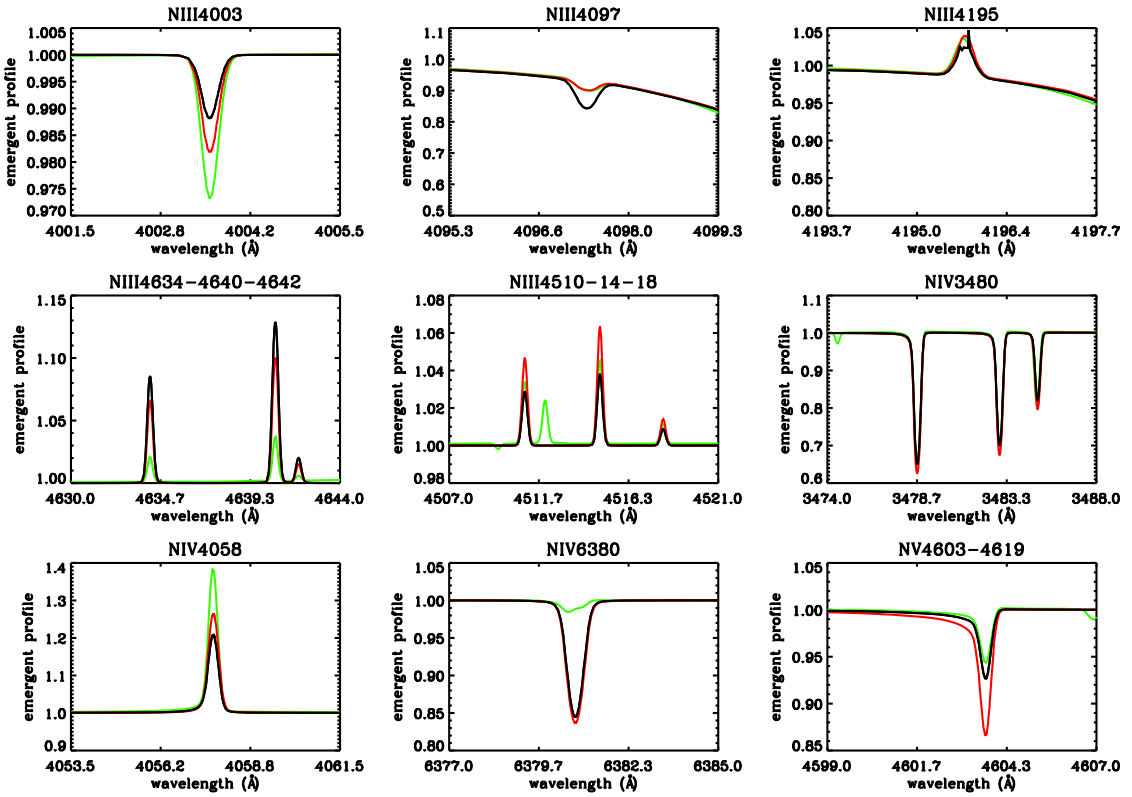 NIII4003
emergent profile
1.005
1.000
0.995
0.990
0.985
0.980
0.975
0.970
4001.5 4002.8 4004.2 4005.5
wavelength (Å)
NIII4097
emergent profile
1.1
1.0
0.9
0.8
0.7
0.6
0.5
4095.3 4096.6 4098.0 4099.3
wavelength (Å)
NIII4195
emergent profile
1.05
1.00
0.95
0.90
0.85
0.80
4193.7 4195.0 4196.4 4197.7
wavelength (Å)
NIII4634-4640-4642
emergent profile
1.15
1.10
1.05
1.00
4630.0 4634.7 4639.3 4644.0
wavelength (Å)
NIII4510-14-18
emergent profile
1.08
1.06
1.04
1.02
1.00
0.98
4507.0 4511.7 4516.3 4521.0
wavelength (Å)
NIV3480
emergent profile
1.1
1.0
0.9
0.8
0.7
0.6
3474.0 3478.7 3483.3 3488.0
wavelength (Å)
NIV4058
emergent profile
1.4
1.3
1.2
1.1
1.0
0.9
4053.5 4056.2 4058.8 4061.5
wavelength (Å)
NIV6380
emergent profile
1.05
1.00
0.95
0.90
0.85
0.80
6377.0 6379.7 6382.3 6385.0
wavelength (Å)
NV4603-4619
emergent profile
1.05
1.00
0.95
0.90
0.85
4599.0 4601.7 4604.3 4607.0
wavelength (Å)